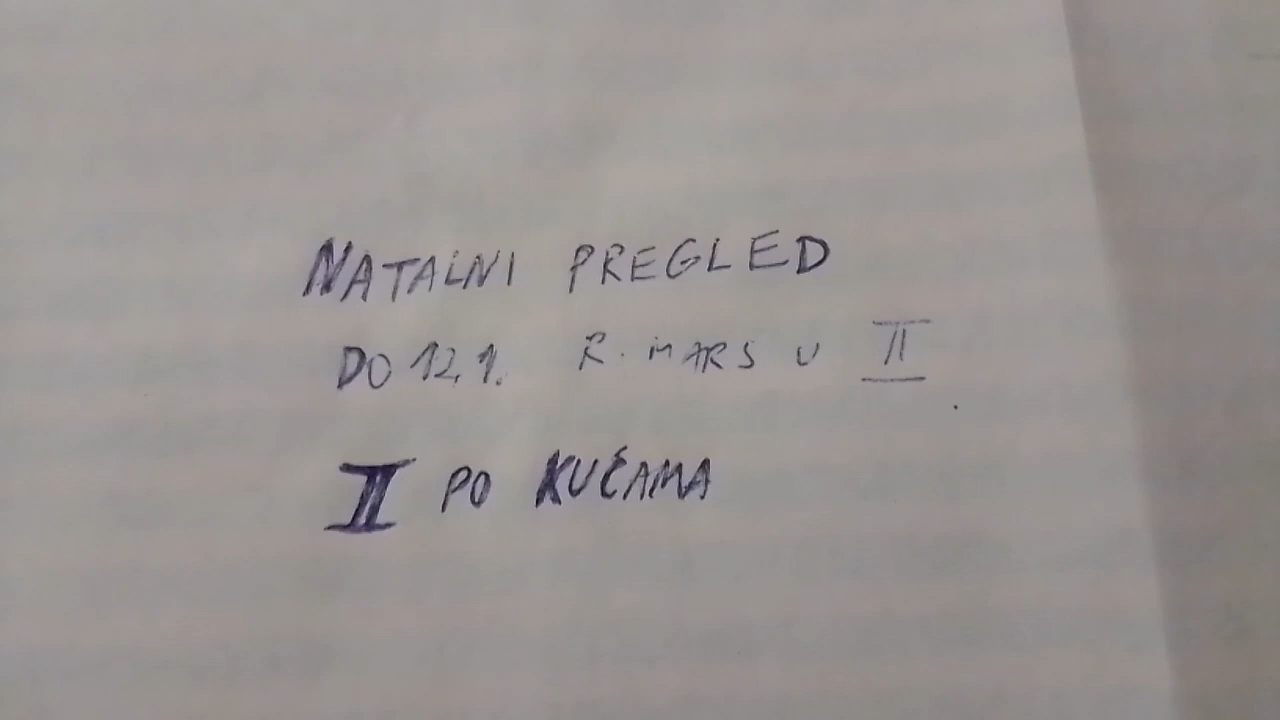 NATALNI PREGLED
DO 12.1. R. MARS U II
II PO KUĆAMA